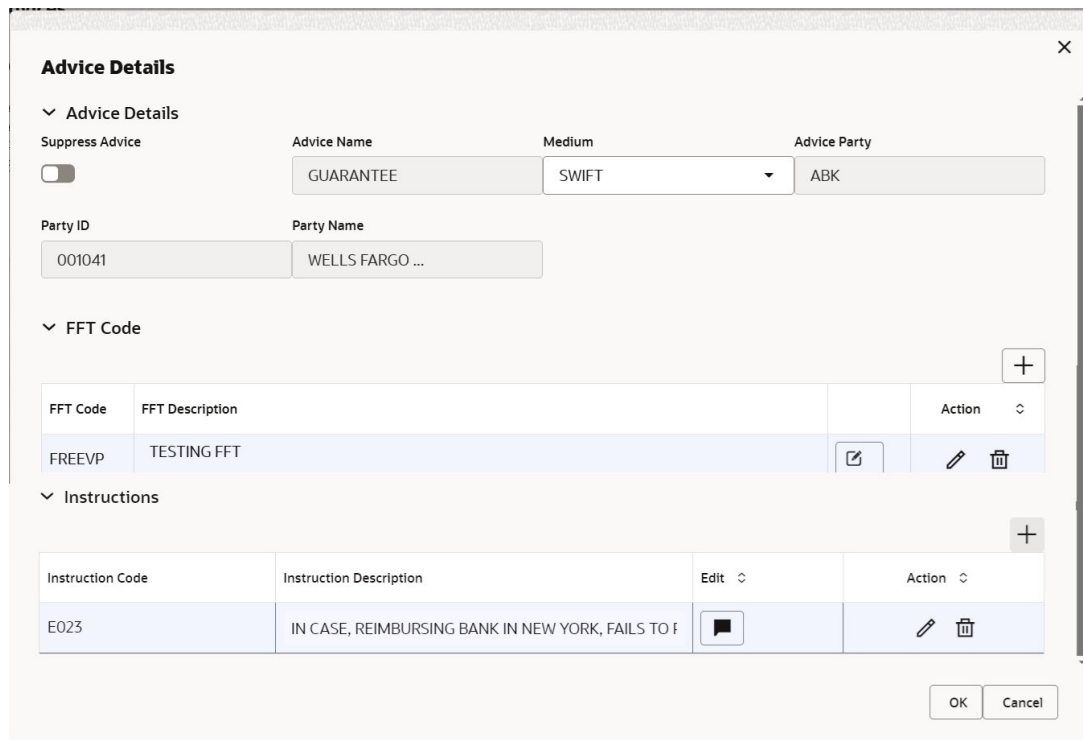 Advice Details
Advice Details
Suppress Advice Advice Name Medium Advice Party
GUARANTEE SWIFT ABK
Party ID Party Name
001041 WELLS FARGO ...
FFT Code
FFT Code FFT Description Action
FREEVP TESTING FFT
Instructions
Instruction Code Instruction Description Edit Action
E023 IN CASE, REIMBURSING BANK IN NEW YORK, FAILS TO
OK Cancel